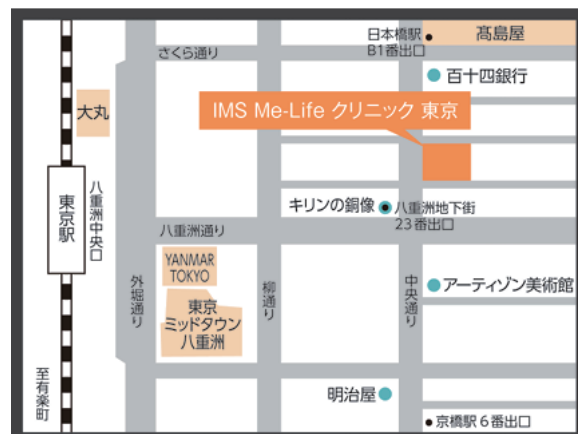 日本橋駅
B1番出口
髙島屋
さくら通り
百十四銀行
大丸
IMS Me-Life クリニック 東京
東京駅
八重洲中央口
キリンの銅像
八重洲地下街
23番出口
八重洲通り
YANMAR
TOKYO
外堀通り
柳通り
中央通り
アーティゾン美術館
東京
ミッドタウン
八重洲
至有楽町
明治屋
京橋駅6番出口